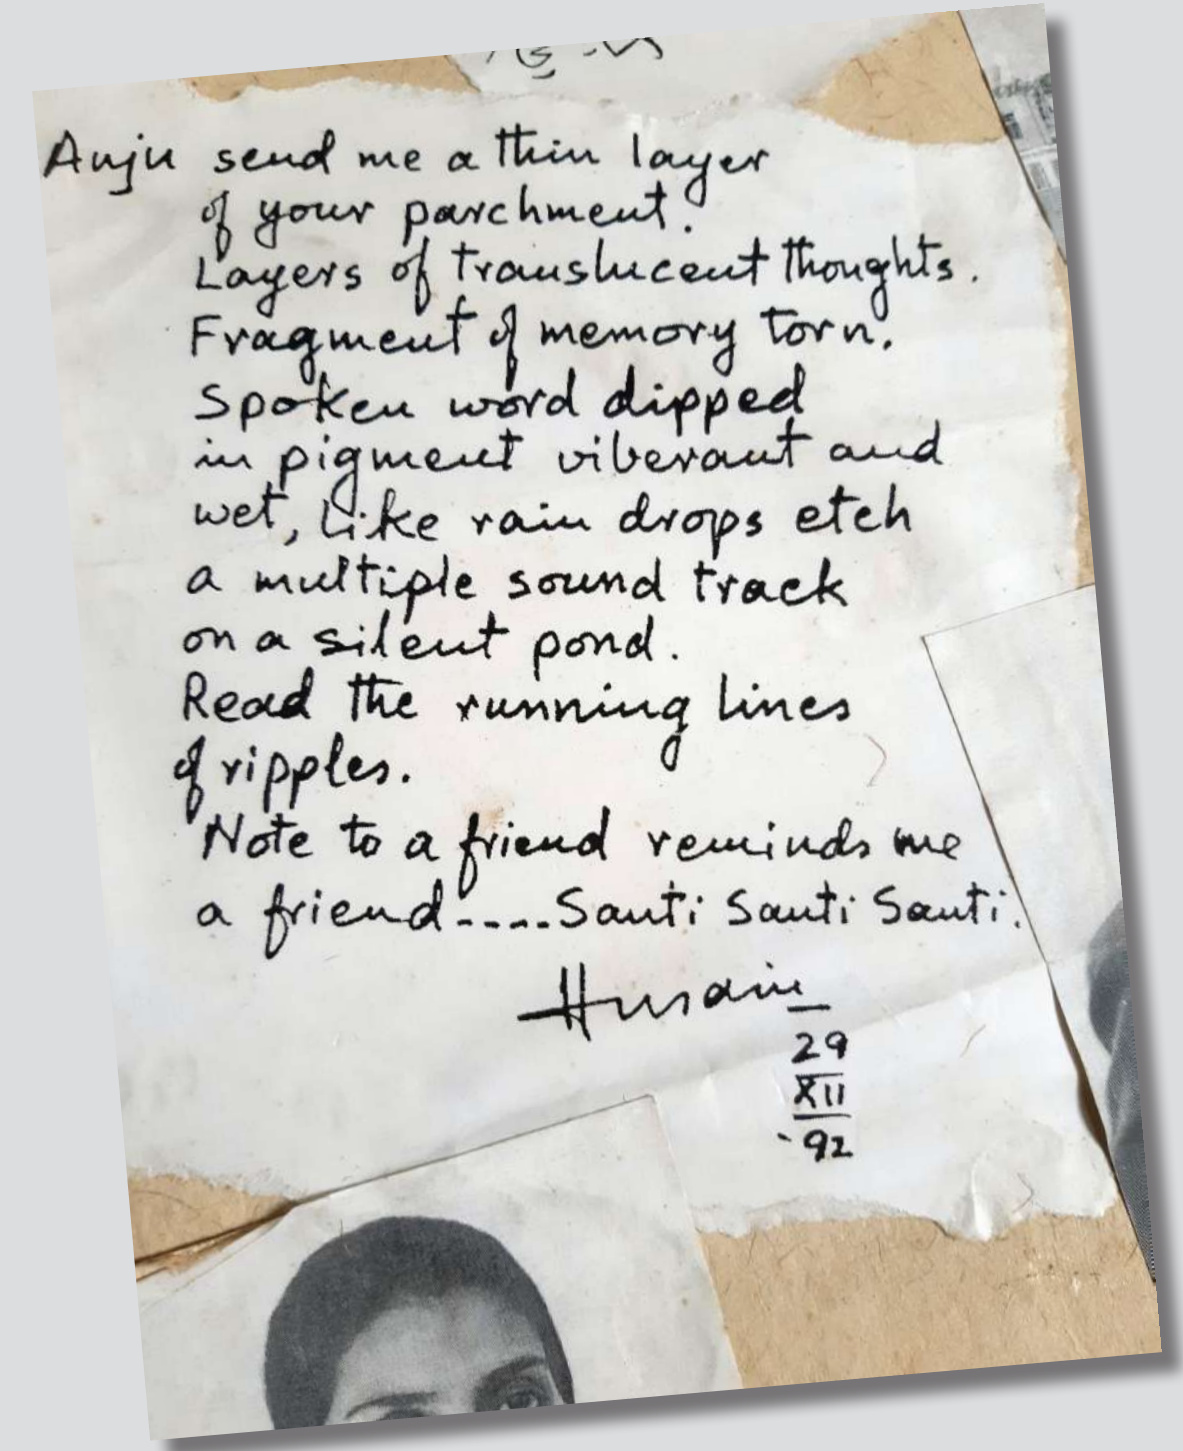 Anju send me a thin layer
of your parchment.
Layers of translucent thoughts.
Fragment of memory torn.
Spoken word dipped
in pigment viberant and
wet, like rain drops etch
a multiple sound track
on a silent pond.
Read the running lines
of ripples.
Note to a friend reminds me
a friend----.Santi Santi Santi.
Husain
29
XII
'92